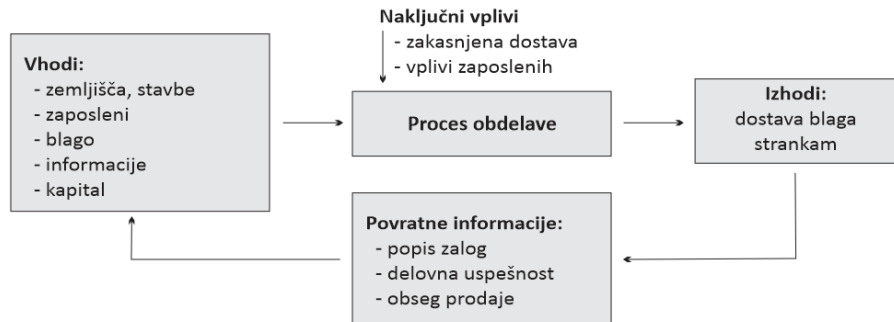 Naključni vplivi
- zakasnjena dostava
- vplivi zaposlenih
Vhodi:
- zemljišča, stavbe
- zaposleni
- blago
- informacije
- kapital
Proces obdelave
Izhodi:
dostava blaga
strankam
Povratne informacije:
- popis zalog
- delovna uspešnost
- obseg prodaje